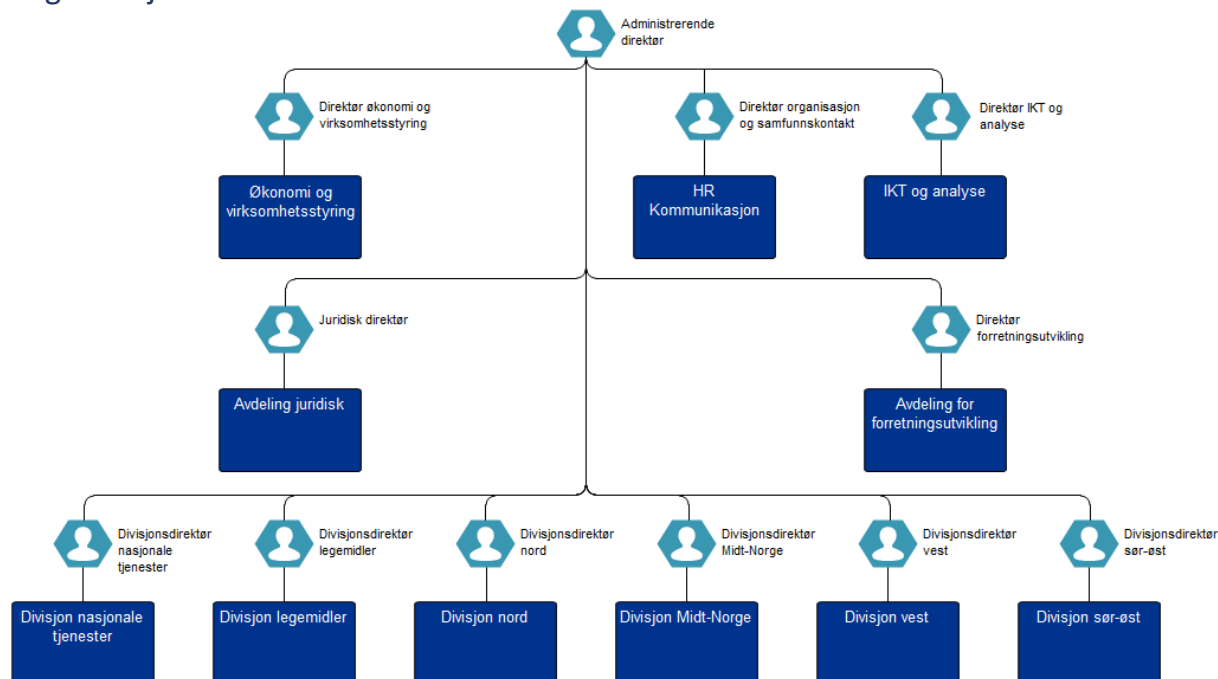 Administrerende
direktør
Direktør økonomi og
virksomhetsstyring
Direktør organisasjon
og samfunnskontakt
Direktør IKT og
analyse
Økonomi og
virksomhetsstyring
HR
Kommunikasjon
IKT og analyse
Juridisk direktør
Direktør
forretningsutvikling
Avdeling juridisk
Avdeling for
forretningsutvikling
Divisjonsdirektør
nasjonale
tjenester
Divisjonsdirektør
legemidler
Divisjonsdirektør
nord
Divisjonsdirektør
Midt-Norge
Divisjonsdirektør
vest
Divisjonsdirektør
sør-øst
Divisjon nasjonale
tjenester
Divisjon legemidler
Divisjon nord
Divisjon Midt-Norge
Divisjon vest
Divisjon sør-øst